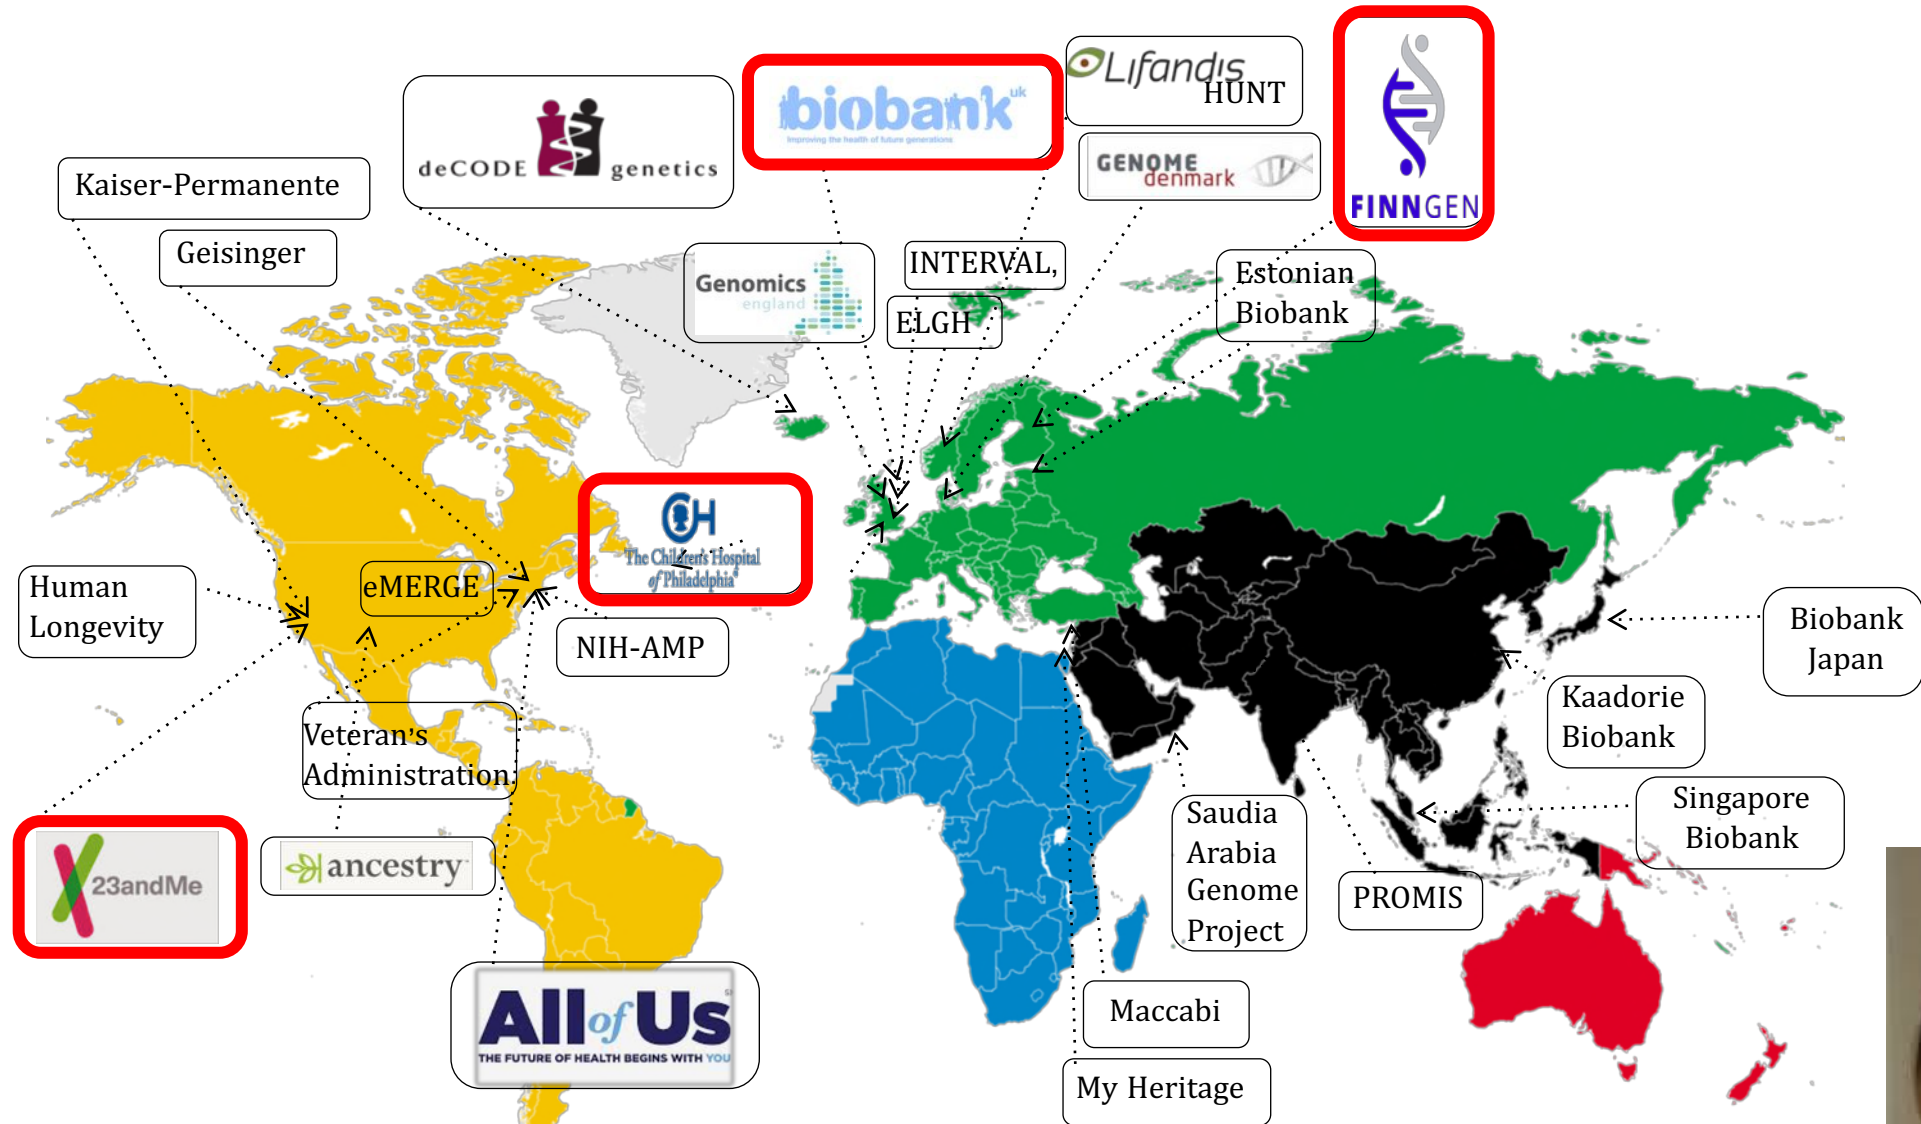 biobank uk
Improving the health of future generations
Lifandis
HUNT
FINNGEN
deCODE genetics
GENOME
denmark
Kaiser-Permanente
Geisinger
Genomics
england
INTERVAL,
ELGH
Estonian
Biobank
CH
The Children's Hospital
of Philadelphia
Human
Longevity
eMERGE
NIH-AMP
Biobank
Japan
Kaadorie
Biobank
Veteran's
Administration
Singapore
Biobank
Saudia
Arabia
Genome
Project
PROMIS
23andMe
ancestry
All of Us
THE FUTURE OF HEALTH BEGINS WITH YOU
Maccabi
My Heritage